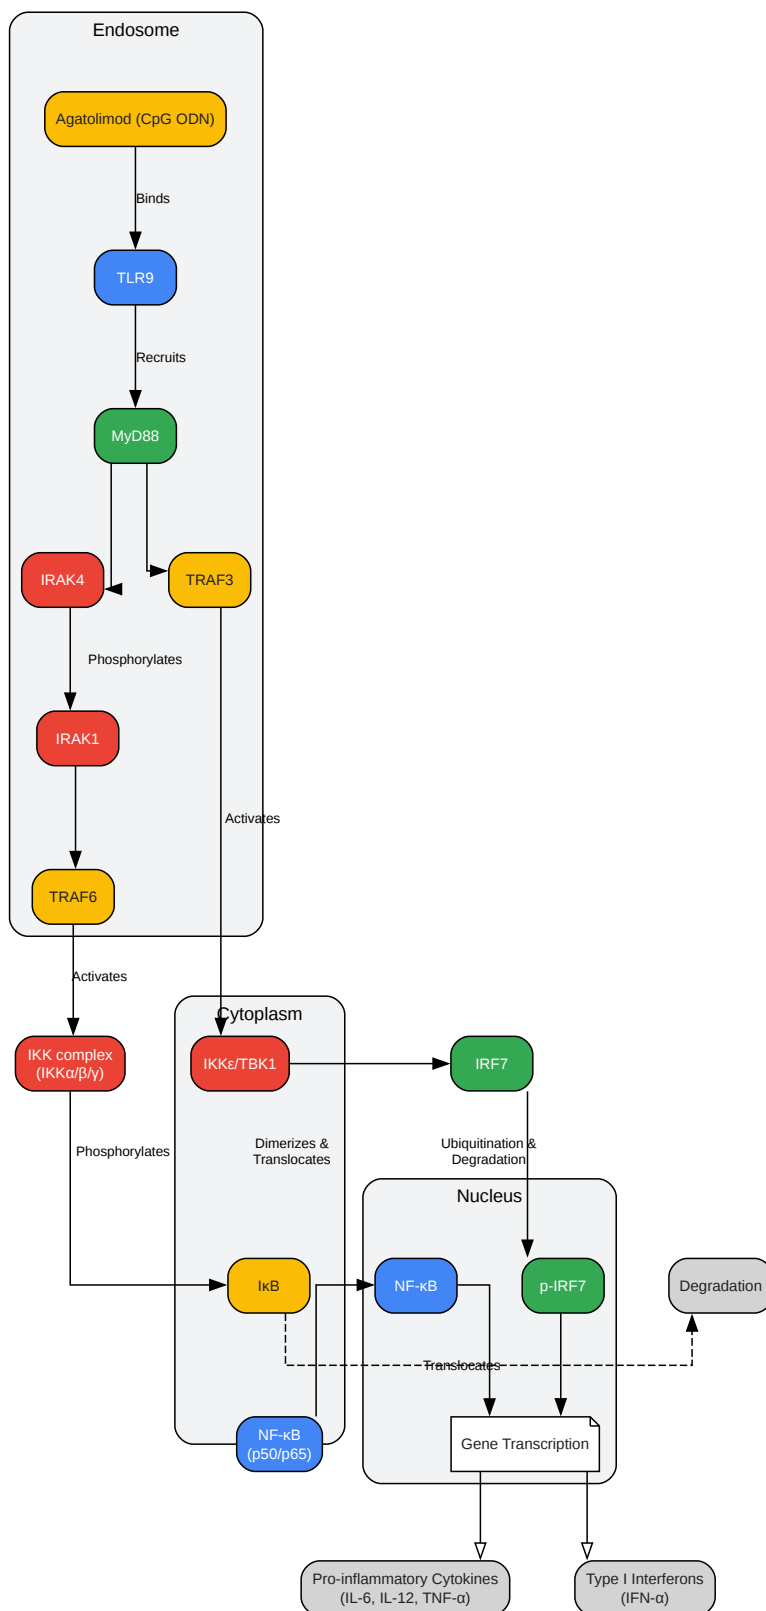 Endosome
Agatolimod (CpG ODN)
Binds
TLR9
Recruits
MyD88
IRAK4
TRAF3
Phosphorylates
IRAK1
Activates
TRAF6
Activates
Cytoplasm
IKK complex
(IKKα/β/γ)
IKKε/TBK1
IRF7
Phosphorylates
Dimerizes &
Translocates
Ubiquitination &
Degradation
Nucleus
IκB
NF-κB
p-IRF7
Degradation
Translocates
NF-κB
(p50/p65)
Gene Transcription
Pro-inflammatory Cytokines
(IL-6, IL-12, TNF-α)
Type I Interferons
(IFN-α)